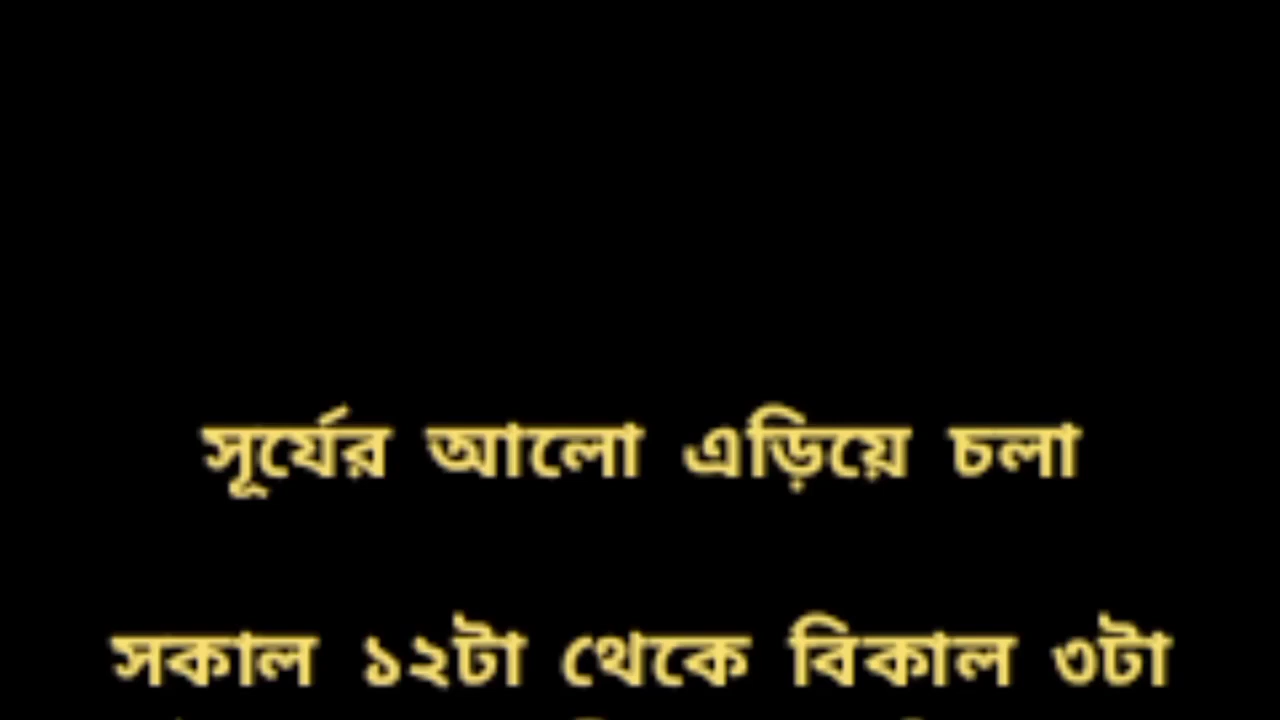 সূর্যের আলো এড়িয়ে চলা
সকাল ১২টা থেকে বিকাল ৩টা